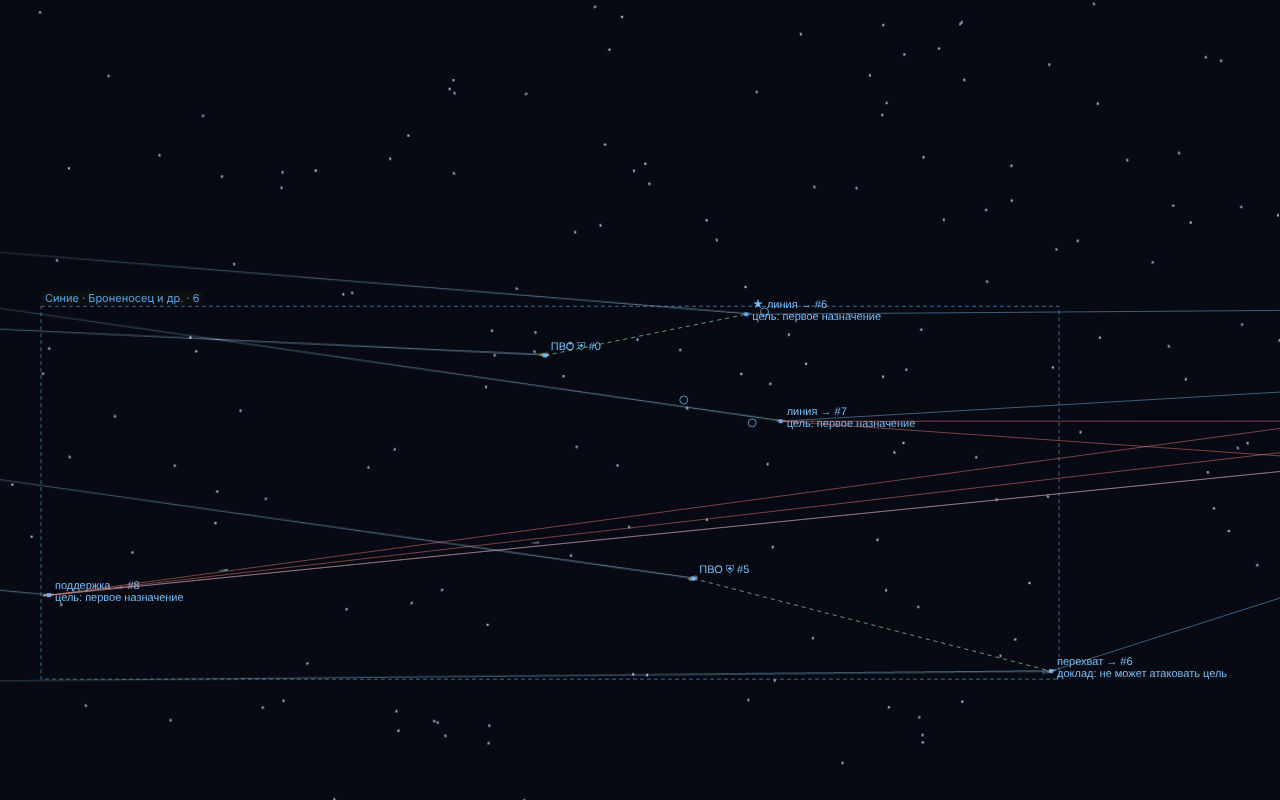 Синие · Броненосец и др. · 6
★ линия → #6
цель: первое назначение
ПВО ⛨ #0
линия → #7
цель: первое назначение
ПВО ⛨ #5
поддержка → #8
цель: первое назначение
перехват → #6
доклад: не может атаковать цель